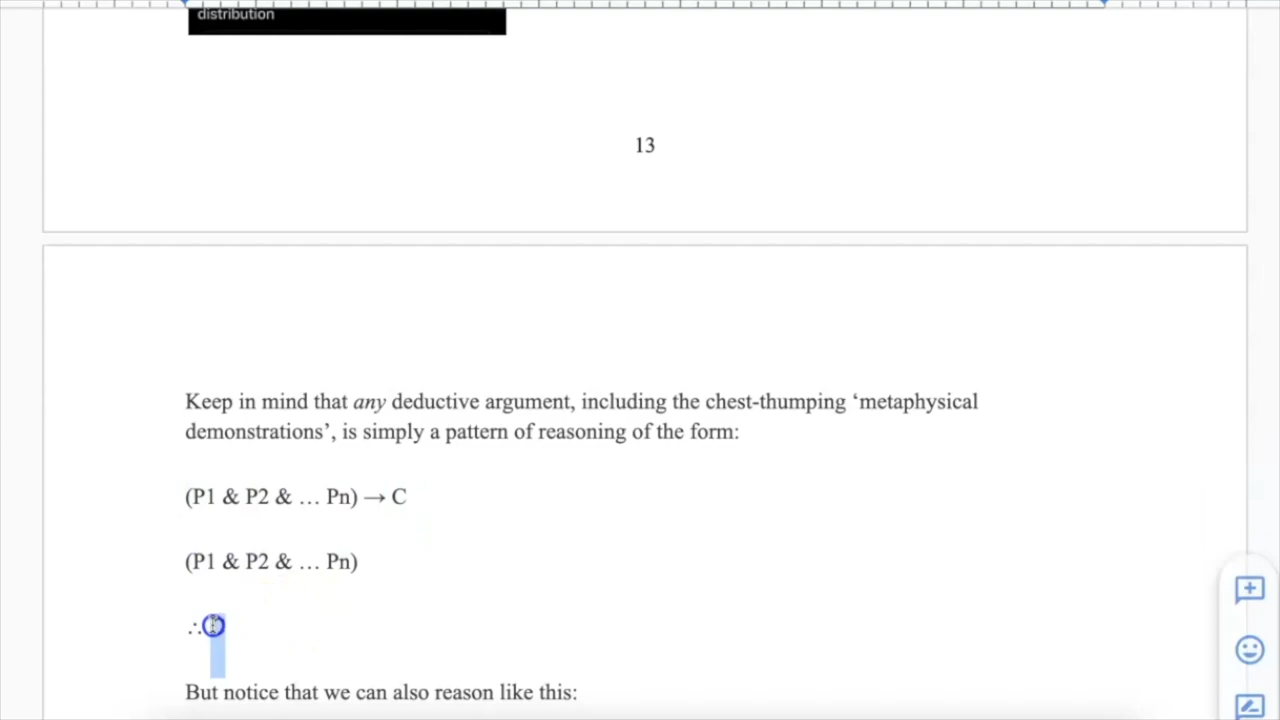 distribution
13
Keep in mind that any deductive argument, including the chest-thumping ‘metaphysical
demonstrations’, is simply a pattern of reasoning of the form:
(P1 & P2 & … Pn) → C
(P1 & P2 & … Pn)
∴
But notice that we can also reason like this: